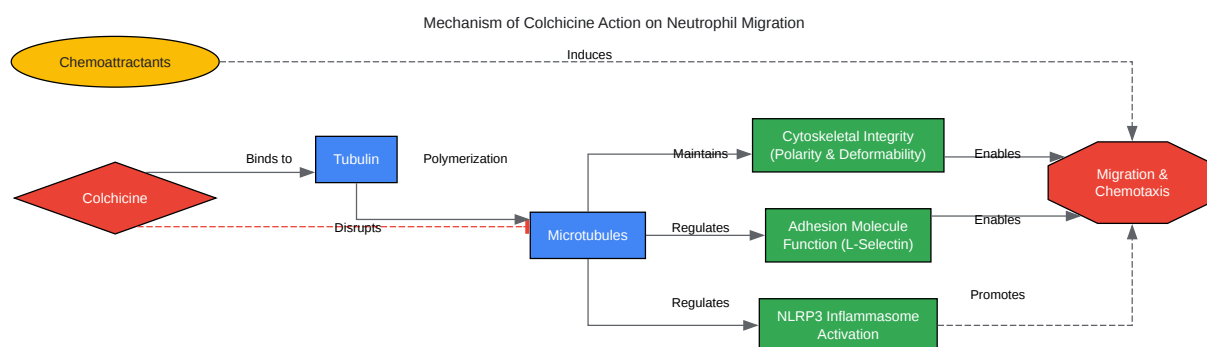 Mechanism of Colchicine Action on Neutrophil Migration
Chemoattractants
Induces
Colchicine
Binds to
Tubulin
Polymerization
Disrupts
Microtubules
Maintains
Cytoskeletal Integrity
(Polarity & Deformability)
Enables
Migration &
Chemotaxis
Regulates
Adhesion Molecule
Function (L-Selectin)
Enables
Regulates
NLRP3 Inflammasome
Activation
Promotes